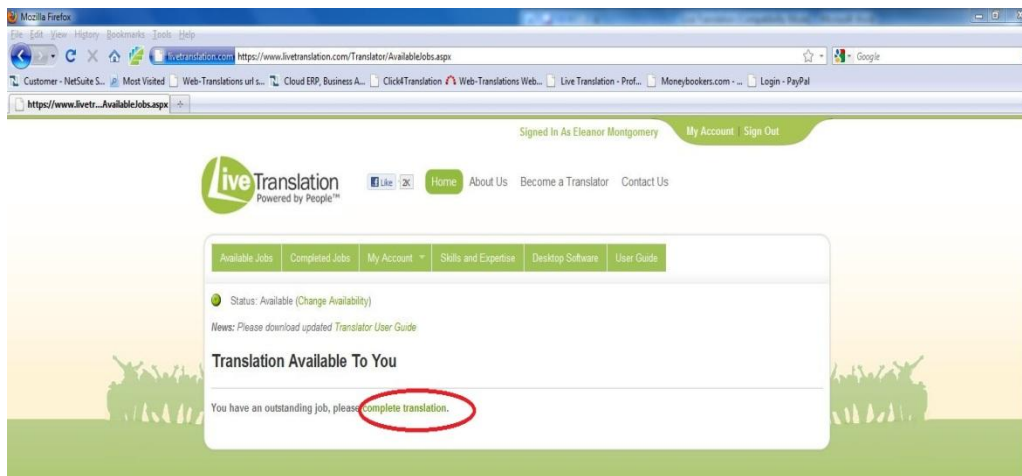 Mozilla Firefox
File Edit View History Bookmarks Tools Help
livetranslation.com https://www.livetranslation.com/Translator/AvailableJobs.aspx
Google
Customer - NetSuite S... Most Visited Web-Translations url s... Cloud ERP, Business A... Click4Translation Web-Translations Web... Live Translation - Prof... Moneybookers.com - ... Login - PayPal
https://www.livetr...AvailableJobs.aspx
Signed In As Eleanor Montgomery My Account | Sign Out
Live Translation
Powered by People™
Like 2K Home About Us Become a Translator Contact Us
Available Jobs Completed Jobs My Account Skills and Expertise Desktop Software User Guide
Status: Available (Change Availability)
News: Please download updated Translator User Guide
Translation Available To You
You have an outstanding job, please complete translation.